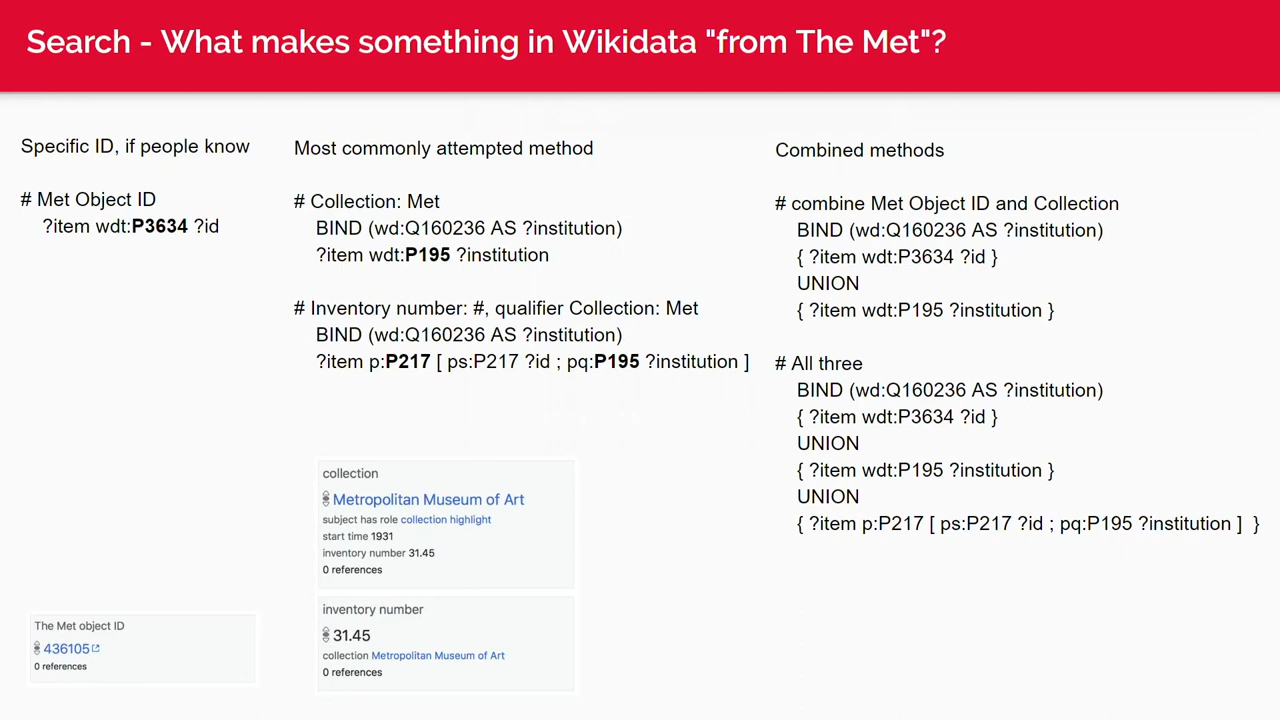 Search - What makes something in Wikidata "from The Met"?
Specific ID, if people know
# Met Object ID
?item wdt:P3634 ?id
Most commonly attempted method
# Collection: Met
BIND (wd:Q160236 AS ?institution)
?item wdt:P195 ?institution
# Inventory number: #, qualifier Collection: Met
BIND (wd:Q160236 AS ?institution)
?item p:P217 [ ps:P217 ?id ; pq:P195 ?institution ]
Combined methods
# combine Met Object ID and Collection
BIND (wd:Q160236 AS ?institution)
{ ?item wdt:P3634 ?id }
UNION
{ ?item wdt:P195 ?institution }
# All three
BIND (wd:Q160236 AS ?institution)
{ ?item wdt:P3634 ?id }
UNION
{ ?item wdt:P195 ?institution }
UNION
{ ?item p:P217 [ ps:P217 ?id ; pq:P195 ?institution ] }
The Met object ID
436105
0 references
collection
Metropolitan Museum of Art
subject has role collection highlight
start time 1931
inventory number 31.45
0 references
inventory number
31.45
collection Metropolitan Museum of Art
0 references